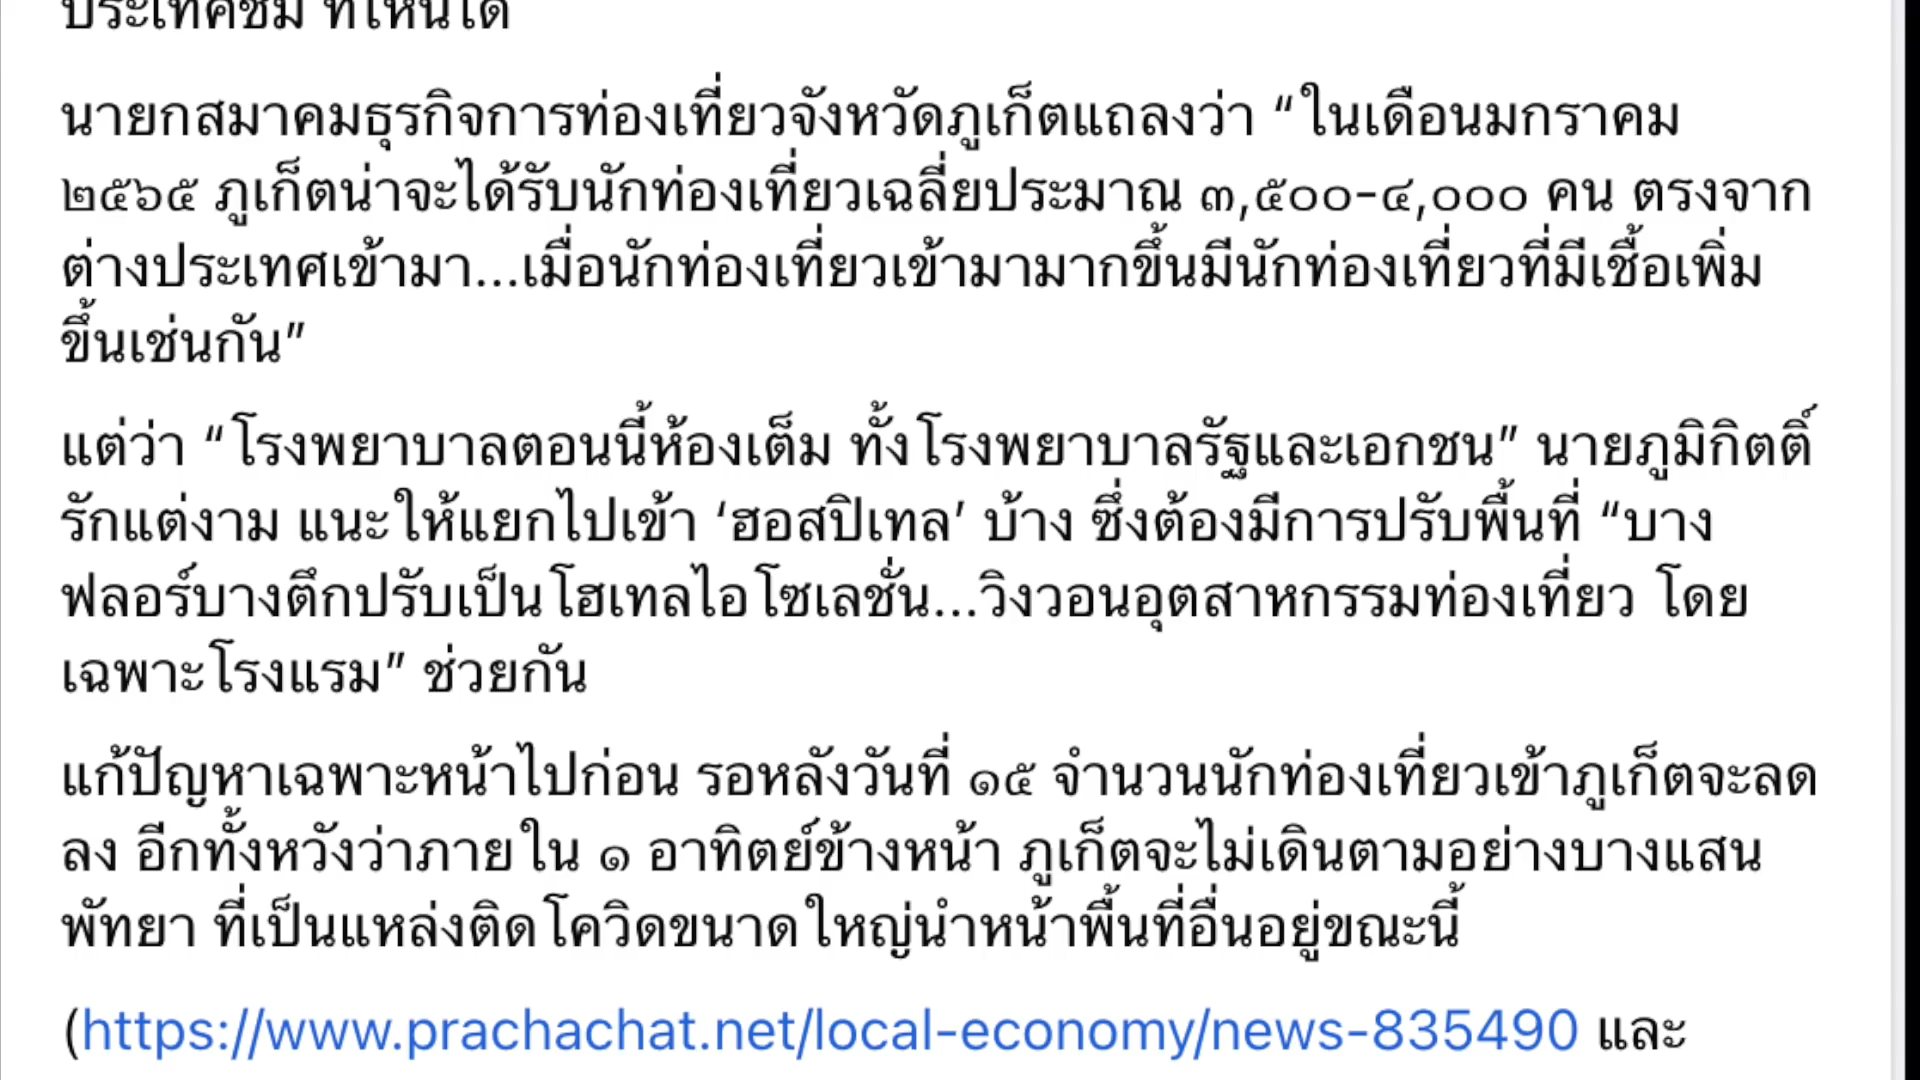 ประเทศชม ที่ไหนได้
นายกสมาคมธุรกิจการท่องเที่ยวจังหวัดภูเก็ตแถลงว่า “ในเดือนมกราคม
๒๕๖๕ ภูเก็ตน่าจะได้รับนักท่องเที่ยวเฉลี่ยประมาณ ๓,๕๐๐-๔,๐๐๐ คน ตรงจาก
ต่างประเทศเข้ามา...เมื่อนักท่องเที่ยวเข้ามามากขึ้นมีนักท่องเที่ยวที่มีเชื้อเพิ่ม
ขึ้นเช่นกัน”
แต่ว่า “โรงพยาบาลตอนนี้ห้องเต็ม ทั้งโรงพยาบาลรัฐและเอกชน” นายภูมิกิตติ์
รักแต่งาม แนะให้แยกไปเข้า ‘ฮอสปิเทล’ บ้าง ซึ่งต้องมีการปรับพื้นที่ “บาง
ฟลอร์บางตึกปรับเป็นโฮเทลไอโซเลชั่น...วิงวอนอุตสาหกรรมท่องเที่ยว โดย
เฉพาะโรงแรม” ช่วยกัน
แก้ปัญหาเฉพาะหน้าไปก่อน รอหลังวันที่ ๑๕ จำนวนนักท่องเที่ยวเข้าภูเก็ตจะลด
ลง อีกทั้งหวังว่าภายใน ๑ อาทิตย์ข้างหน้า ภูเก็ตจะไม่เดินตามอย่างบางแสน
พัทยา ที่เป็นแหล่งติดโควิดขนาดใหญ่นำหน้าพื้นที่อื่นอยู่ขณะนี้
(https://www.prachachat.net/local-economy/news-835490 และ